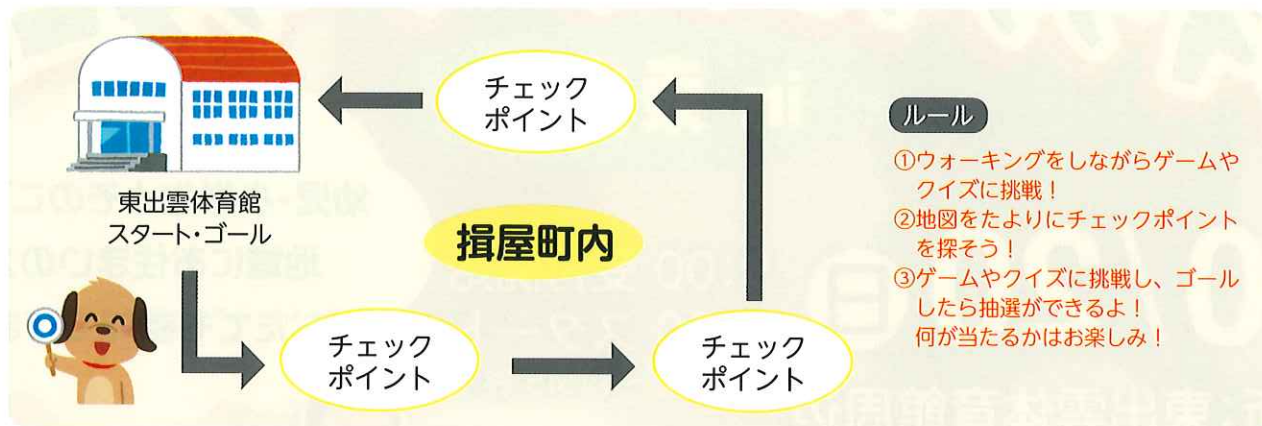 チェック
ポイント
東出雲体育館
スタート・ゴール
揖屋町内
チェック
ポイント
チェック
ポイント
ルール
①ウォーキングをしながらゲームや
クイズに挑戦！
②地図をたよりにチェックポイント
を探そう！
③ゲームやクイズに挑戦し、ゴール
したら抽選ができるよ！
何が当たるかはお楽しみ！